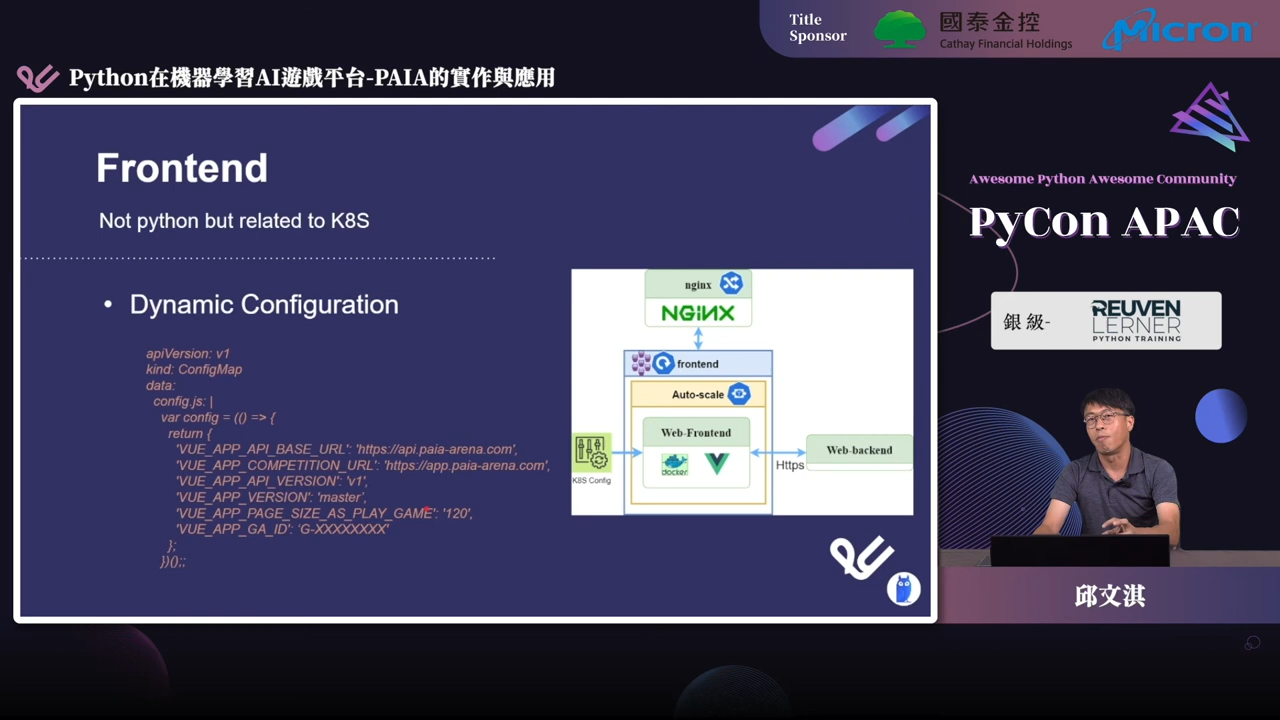 Title
Sponsor
國泰金控
Cathay Financial Holdings
Micron
Python在機器學習AI遊戲平台-PAIA的實作與應用
Frontend
Not python but related to K8S
• Dynamic Configuration
apiVersion: v1
kind: ConfigMap
data:
config.js: |
var config = (() => {
return {
'VUE_APP_API_BASE_URL': 'https://api.paia-arena.com',
'VUE_APP_COMPETITION_URL': 'https://app.paia-arena.com',
'VUE_APP_API_VERSION': 'v1',
'VUE_APP_VERSION': 'master',
'VUE_APP_PAGE_SIZE_AS_PLAY_GAME': '120',
'VUE_APP_GA_ID': 'G-XXXXXXXX'
};
})();;
nginx
NGINX
frontend
Auto-scale
Web-Frontend
docker
K8S Config
Https
Web-backend
Awesome Python Awesome Community
PyCon APAC
銀級-
REUVEN
LERNER
PYTHON TRAINING
邱文淇